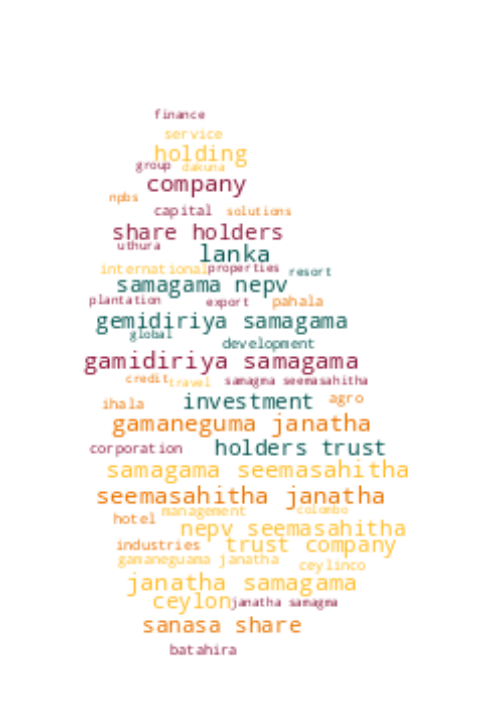 finance
service
holding
group dakuna
company
npbs
capital solutions
share holders
uthura
lanka
international properties resort
samagama nepv
plantation export pahala
gemidiriya samagama
global
development
gamidiriya samagama
credit travel samagma seemasahitha
ihala investment agro
gamaneguma janatha
corporation holders trust
samagama seemasahitha
seemasahitha janatha
management colombo
hotel
nepv seemasahitha
industries trust company
gamaneguama janatha
ceylinco
janatha samagama
ceylon janatha samagma
sanasa share
batahira